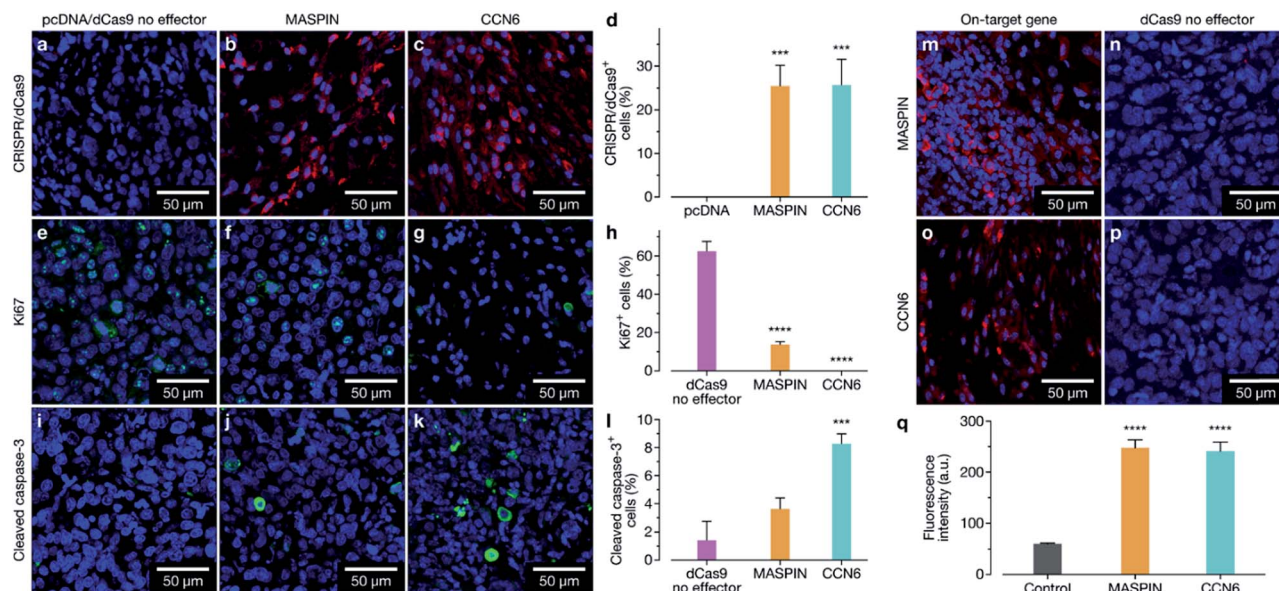 pcDNA/dCas9 no effector
MASPIN
CCN6
CRISPR/dCas9
a
50 µm
b
50 µm
c
50 µm
d
CRISPR/dCas9+
cells (%)
30
20
10
0
***
***
pcDNA
MASPIN
CCN6
Ki67
e
50 µm
f
50 µm
g
50 µm
h
Ki67+ cells (%)
60
40
20
10
0
****
****
dCas9
no effector
MASPIN
CCN6
Cleaved caspase-3
i
50 µm
j
50 µm
k
50 µm
l
Cleaved caspase-3+
cells (%)
10
8
6
4
2
0
***
dCas9
no effector
MASPIN
CCN6
On-target gene
dCas9 no effector
MASPIN
m
50 µm
n
50 µm
CCN6
o
50 µm
p
50 µm
q
Fluorescence
intensity (a.u.)
300
200
100
50
0
****
****
Control
MASPIN
CCN6